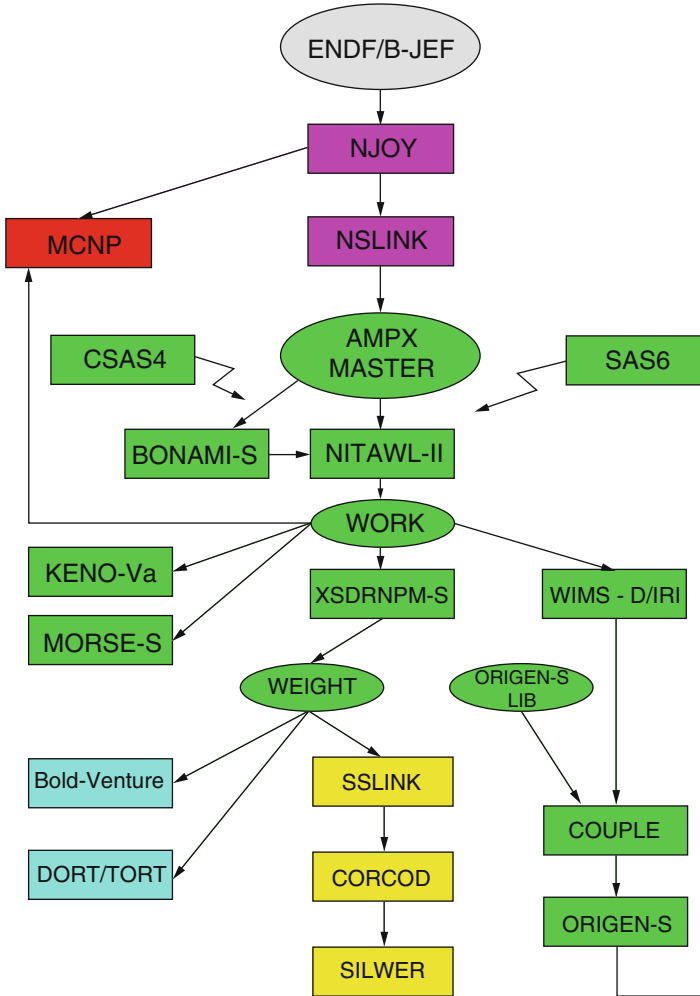 ENDF/B-JEF
NJOY
NSLINK
MCNP
AMPX
MASTER
CSAS4
SAS6
BONAMI-S
NITAWL-II
WORK
KENO-Va
XSDRNPM-S
WIMS - D/IRI
MORSE-S
WEIGHT
ORIGEN-S
LIB
Bold-Venture
SSLINK
COUPLE
DORT/TORT
CORCOD
ORIGEN-S
SILWER